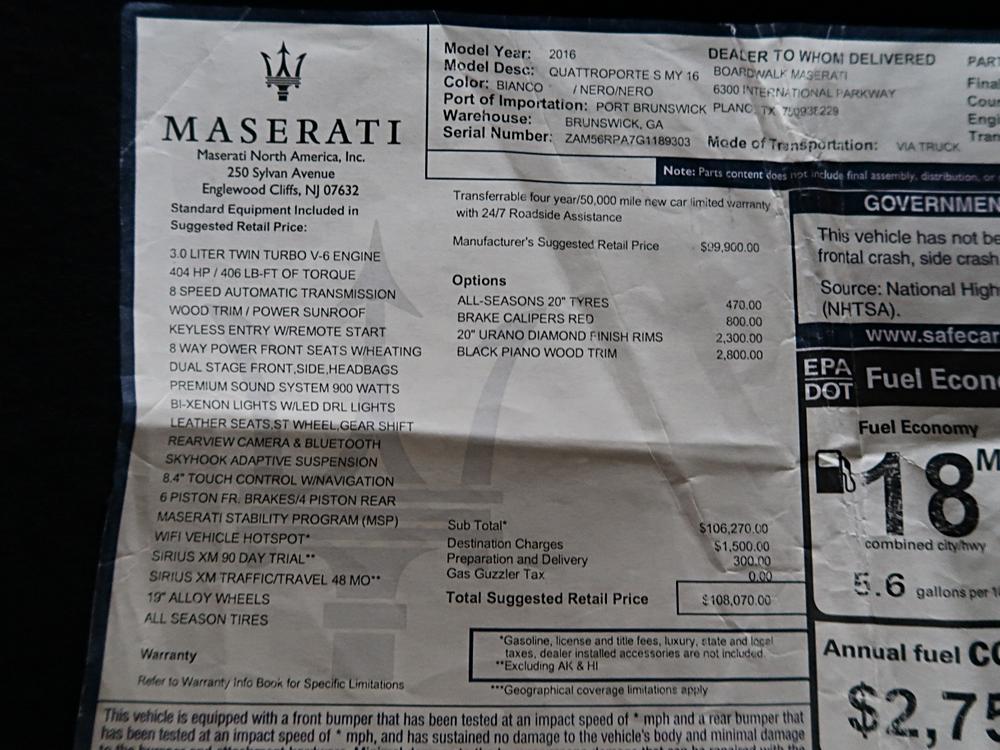 MASERATI
Maserati North America, Inc.
250 Sylvan Avenue
Englewood Cliffs, NJ 07632
Standard Equipment Included in
Suggested Retail Price:
3.0 LITER TWIN TURBO V-6 ENGINE
404 HP / 406 LB-FT OF TORQUE
8 SPEED AUTOMATIC TRANSMISSION
WOOD TRIM / POWER SUNROOF
KEYLESS ENTRY W/REMOTE START
8 WAY POWER FRONT SEATS W/HEATING
DUAL STAGE FRONT,SIDE,HEADBAGS
PREMIUM SOUND SYSTEM 900 WATTS
BI-XENON LIGHTS W/LED DRL LIGHTS
LEATHER SEATS,ST WHEEL,GEAR SHIFT
REARVIEW CAMERA & BLUETOOTH
SKYHOOK ADAPTIVE SUSPENSION
8.4" TOUCH CONTROL W/NAVIGATION
6 PISTON FR. BRAKES/4 PISTON REAR
MASERATI STABILITY PROGRAM (MSP)
WIFI VEHICLE HOTSPOT*
SIRIUS XM 90 DAY TRIAL**
SIRIUS XM TRAFFIC/TRAVEL 48 MO**
19" ALLOY WHEELS
ALL SEASON TIRES
Warranty
Refer to Warranty Info Book for Specific Limitations
Model Year: 2016
Model Desc: QUATTROPORTE S MY 16
Color: BIANCO / NERO/NERO
Port of Importation: PORT BRUNSWICK
Warehouse: BRUNSWICK, GA
Serial Number: ZAM56RPA7G1189303
DEALER TO WHOM DELIVERED
BOARDWALK MASERATI
6300 INTERNATIONAL PARKWAY
PLANO, TX
Mode of Transportation: VIA TRUCK
PAR
Fina
Cou
Engi
Tran
Note: Parts content does not include final assembly, distribution, or
Transferrable four year/50,000 mile new car limited warranty
with 24/7 Roadside Assistance
Manufacturer's Suggested Retail Price $99,900.00
Options
ALL-SEASONS 20" TYRES 470.00
BRAKE CALIPERS RED 800.00
20" URANO DIAMOND FINISH RIMS 2,300.00
BLACK PIANO WOOD TRIM 2,800.00
Sub Total* $106,270.00
Destination Charges $1,500.00
Preparation and Delivery 300.00
Gas Guzzler Tax 0.00
Total Suggested Retail Price $108,070.00
*Gasoline, license and title fees, luxury, state and local
taxes, dealer installed accessories are not included.
**Excluding AK & HI
***Geographical coverage limitations apply
GOVERNMEN
This vehicle has not be
frontal crash, side crash
Source: National High
(NHTSA).
www.safecar
EPA
DOT
Fuel Econ
Fuel Economy
18 M
combined city/hwy
5.6 gallons per 1
Annual fuel CO
$2,75
This vehicle is equipped with a front bumper that has been tested at an impact speed of * mph and a rear bumper that
has been tested at an impact speed of * mph, and has sustained no damage to the vehicle's body and minimal damage